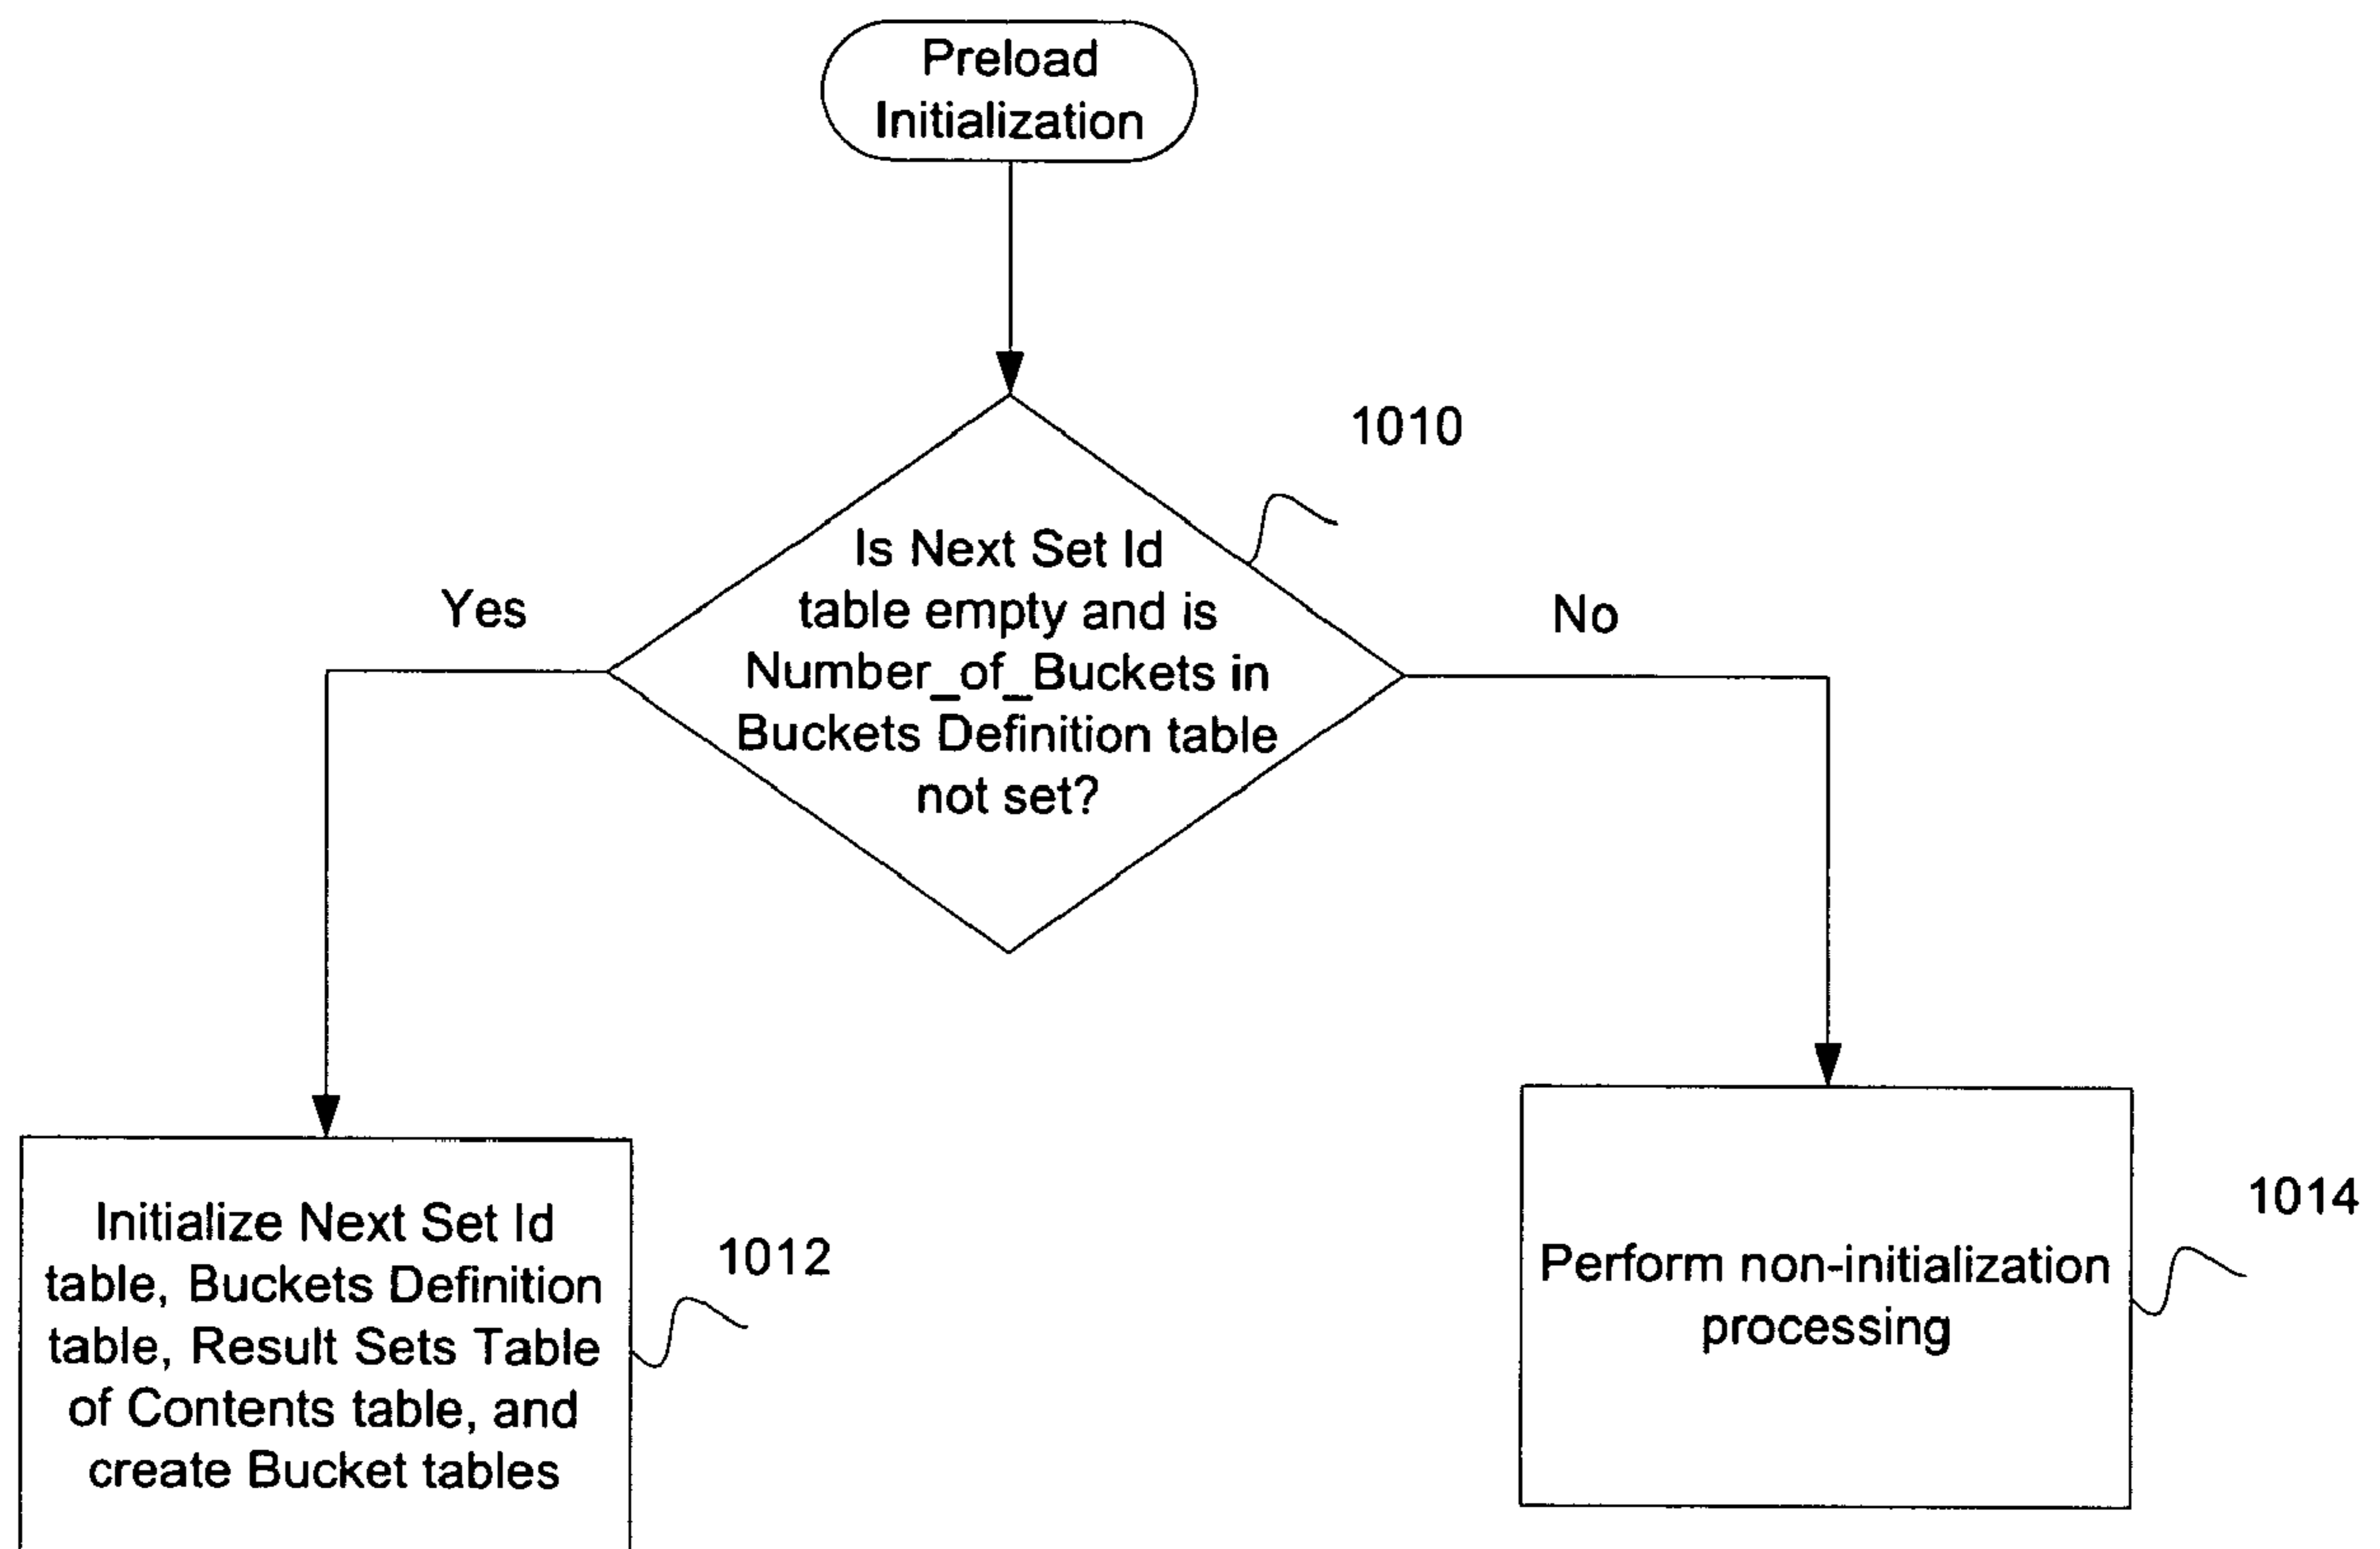 Preload
Initialization
1010
Is Next Set Id
table empty and is
Number_of_Buckets in
Buckets Definition table
not set?
Yes
No
Initialize Next Set Id
table, Buckets Definition
table, Result Sets Table
of Contents table, and
create Bucket tables
1012
Perform non-initialization
processing
1014